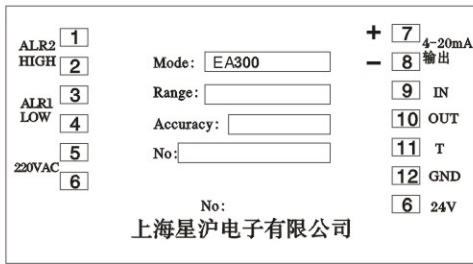 ALR2 HIGH
1
2
ALR1 LOW
3
4
220VAC
5
6
Mode: EA300
Range:
Accuracy:
No:
+ 7 4-20mA
- 8 输出
9 IN
10 OUT
11 T
12 GND
6 24V
No:
上海星沪电子有限公司